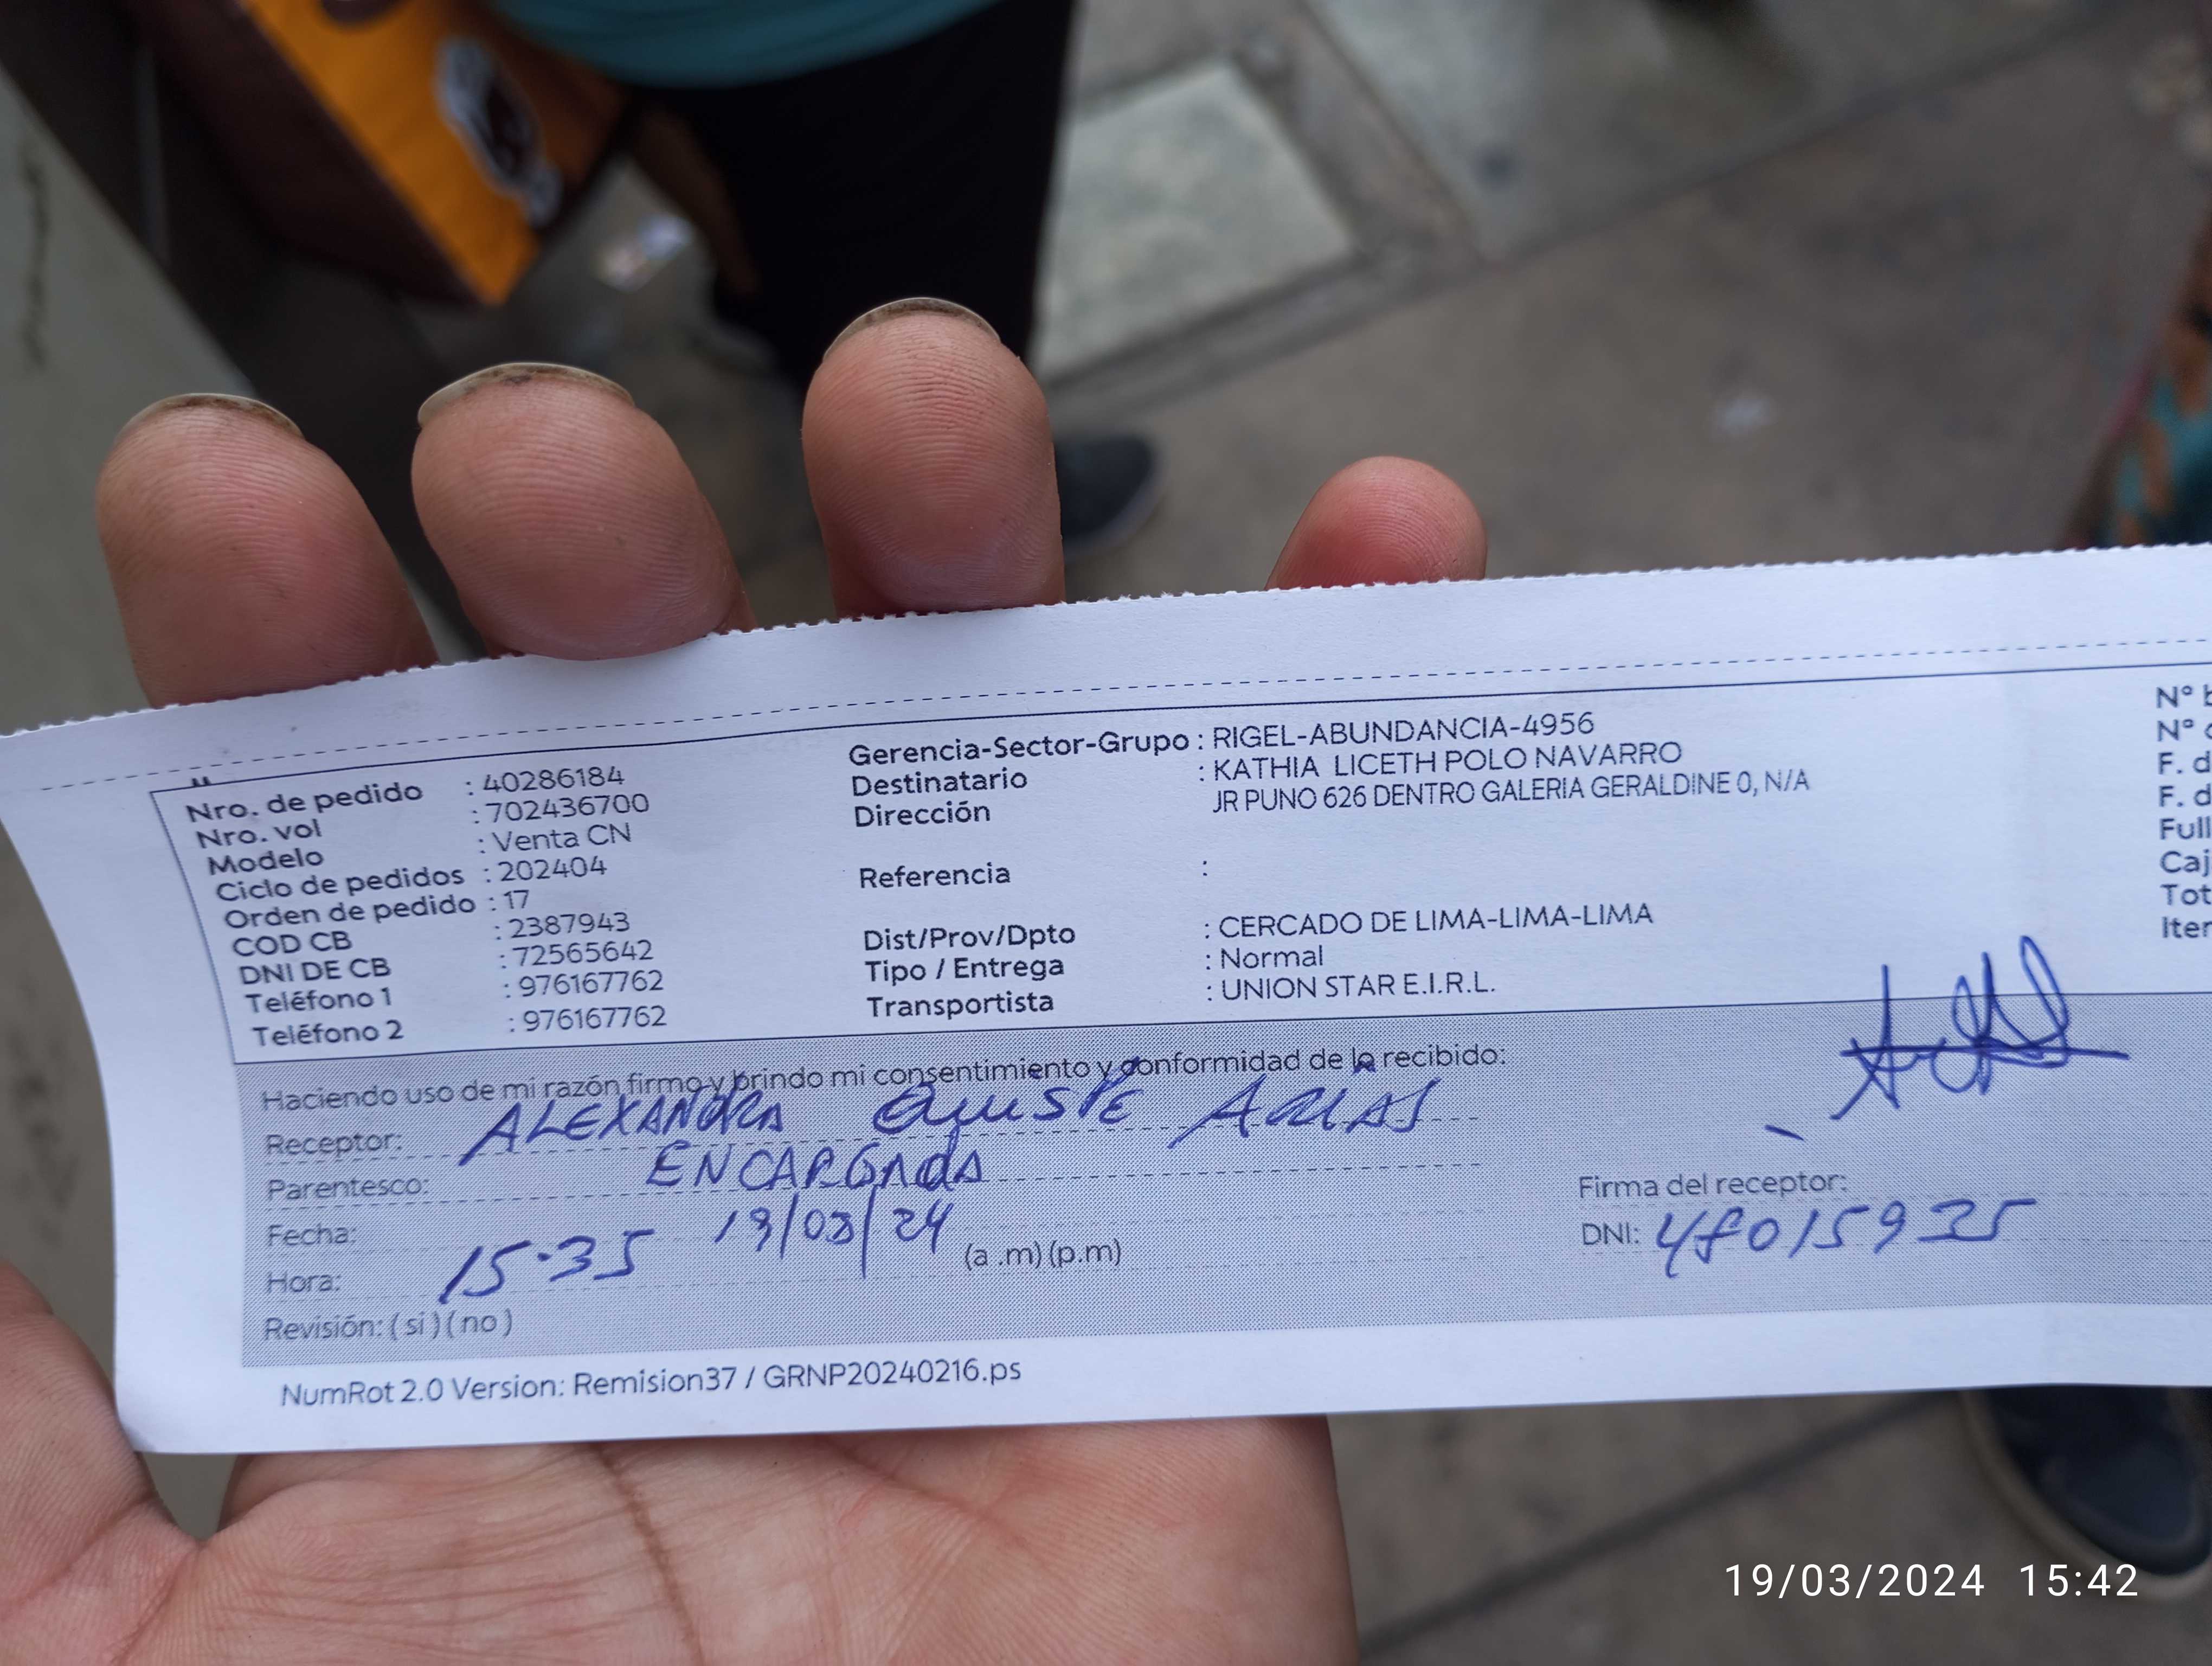 Nro. de pedido : 40286184
Nro. vol : 702436700
Modelo : Venta CN
Ciclo de pedidos : 202404
Orden de pedido : 17
COD CB : 2387943
DNI DE CB : 72565642
Teléfono 1 : 976167762
Teléfono 2 : 976167762
Gerencia-Sector-Grupo : RIGEL-ABUNDANCIA-4956
Destinatario : KATHIA LICETH POLO NAVARRO
Dirección JR PUNO 626 DENTRO GALERIA GERALDINE 0, N/A
Referencia :
Dist/Prov/Dpto : CERCADO DE LIMA-LIMA-LIMA
Tipo / Entrega : Normal
Transportista : UNION STAR E.I.R.L.
N°
N°
F. d
F. d
Full
Caj
Tot
Iter
Haciendo uso de mi razón firmo y brindo mi consentimiento y conformidad de lo recibido:
Receptor: ALEXANDRA QUISPE ARIAS
Parentesco: ENCARGADA
Fecha: 19/03/24
Hora: 15:35 (a .m) (p.m)
Revisión: ( si ) ( no )
Firma del receptor:
DNI:
NumRot 2.0 Version: Remision37 / GRNP20240216.ps
19/03/2024 15:42